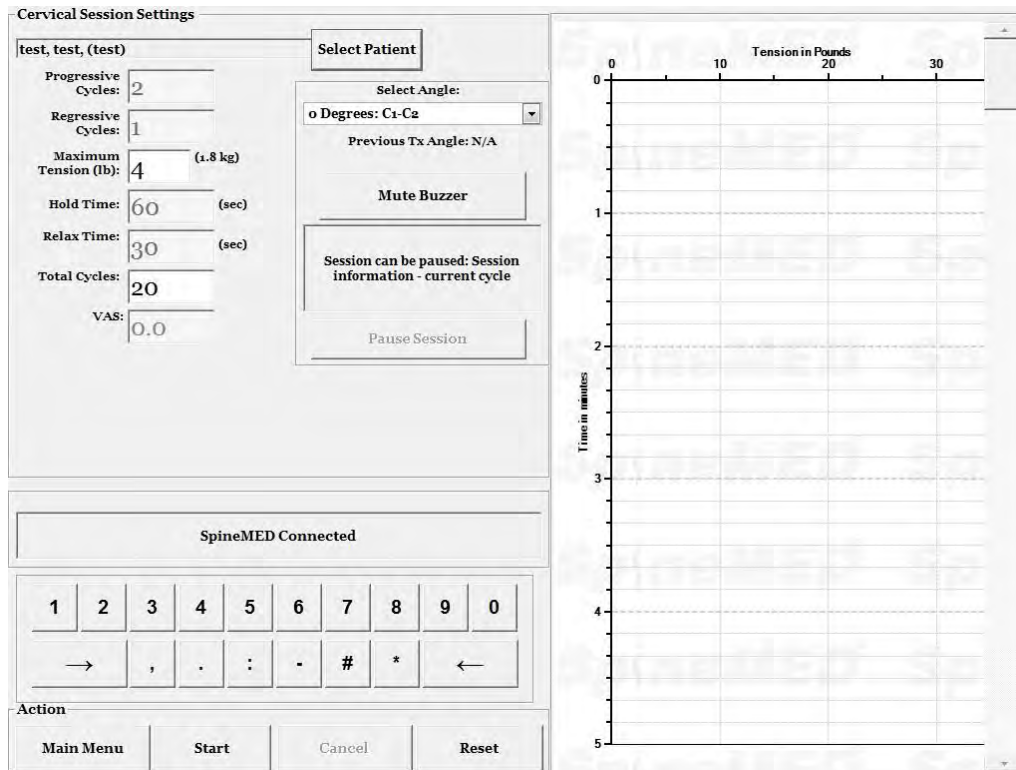 Cervical Session Settings
test, test, (test)
Select Patient
Progressive
Cycles:
2
Regressive
Cycles:
1
Maximum
Tension (lb):
4
(1.8 kg)
Hold Time:
60
(sec)
Relax Time:
30
(sec)
Total Cycles:
20
VAS:
0.0
Select Angle:
0 Degrees: C1-C2
Previous Tx Angle: N/A
Mute Buzzer
Session can be paused: Session
information - current cycle
Pause Session
SpineMED Connected
1 2 3 4 5 6 7 8 9 0
→ , . : - # * ←
Action
Main Menu Start Cancel Reset
Tension in Pounds
0 10 20 30
Time in minutes
0
1
2
3
4
5